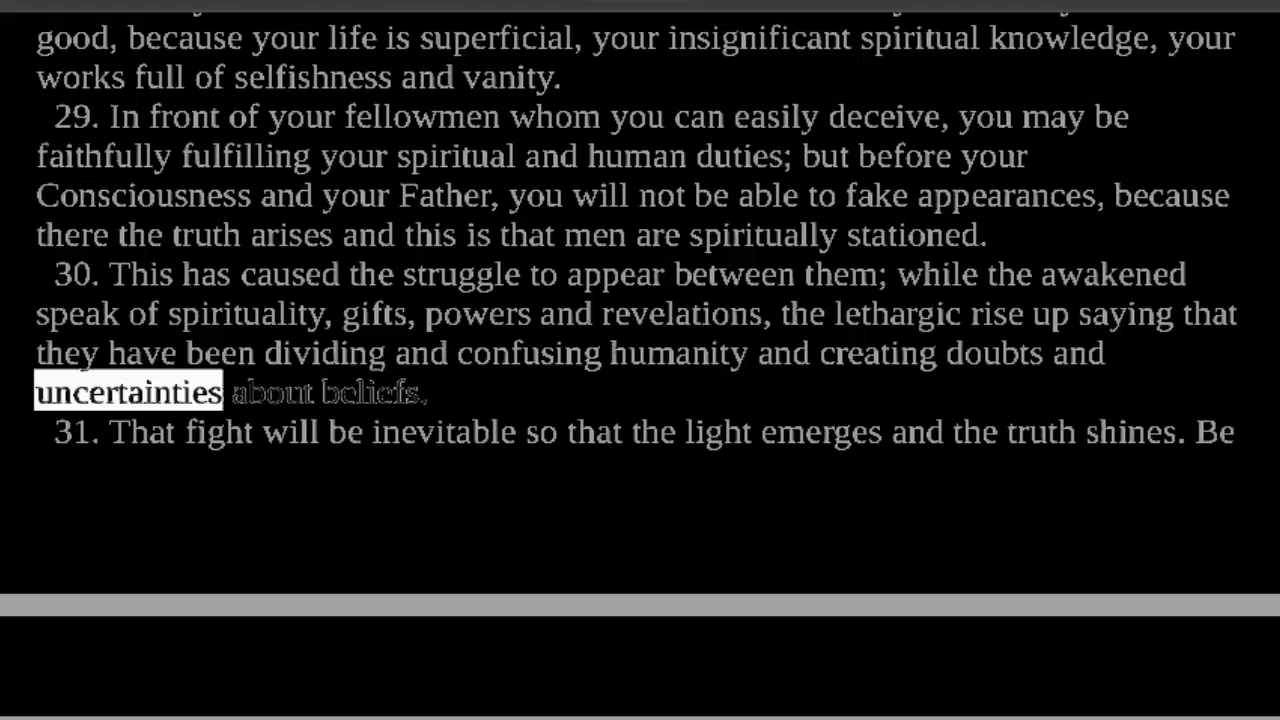 good, because your life is superficial, your insignificant spiritual knowledge, your
works full of selfishness and vanity.
29. In front of your fellowmen whom you can easily deceive, you may be
faithfully fulfilling your spiritual and human duties; but before your
Consciousness and your Father, you will not be able to fake appearances, because
there the truth arises and this is that men are spiritually stationed.
30. This has caused the struggle to appear between them; while the awakened
speak of spirituality, gifts, powers and revelations, the lethargic rise up saying that
they have been dividing and confusing humanity and creating doubts and
uncertainties about beliefs.
31. That fight will be inevitable so that the light emerges and the truth shines. Be